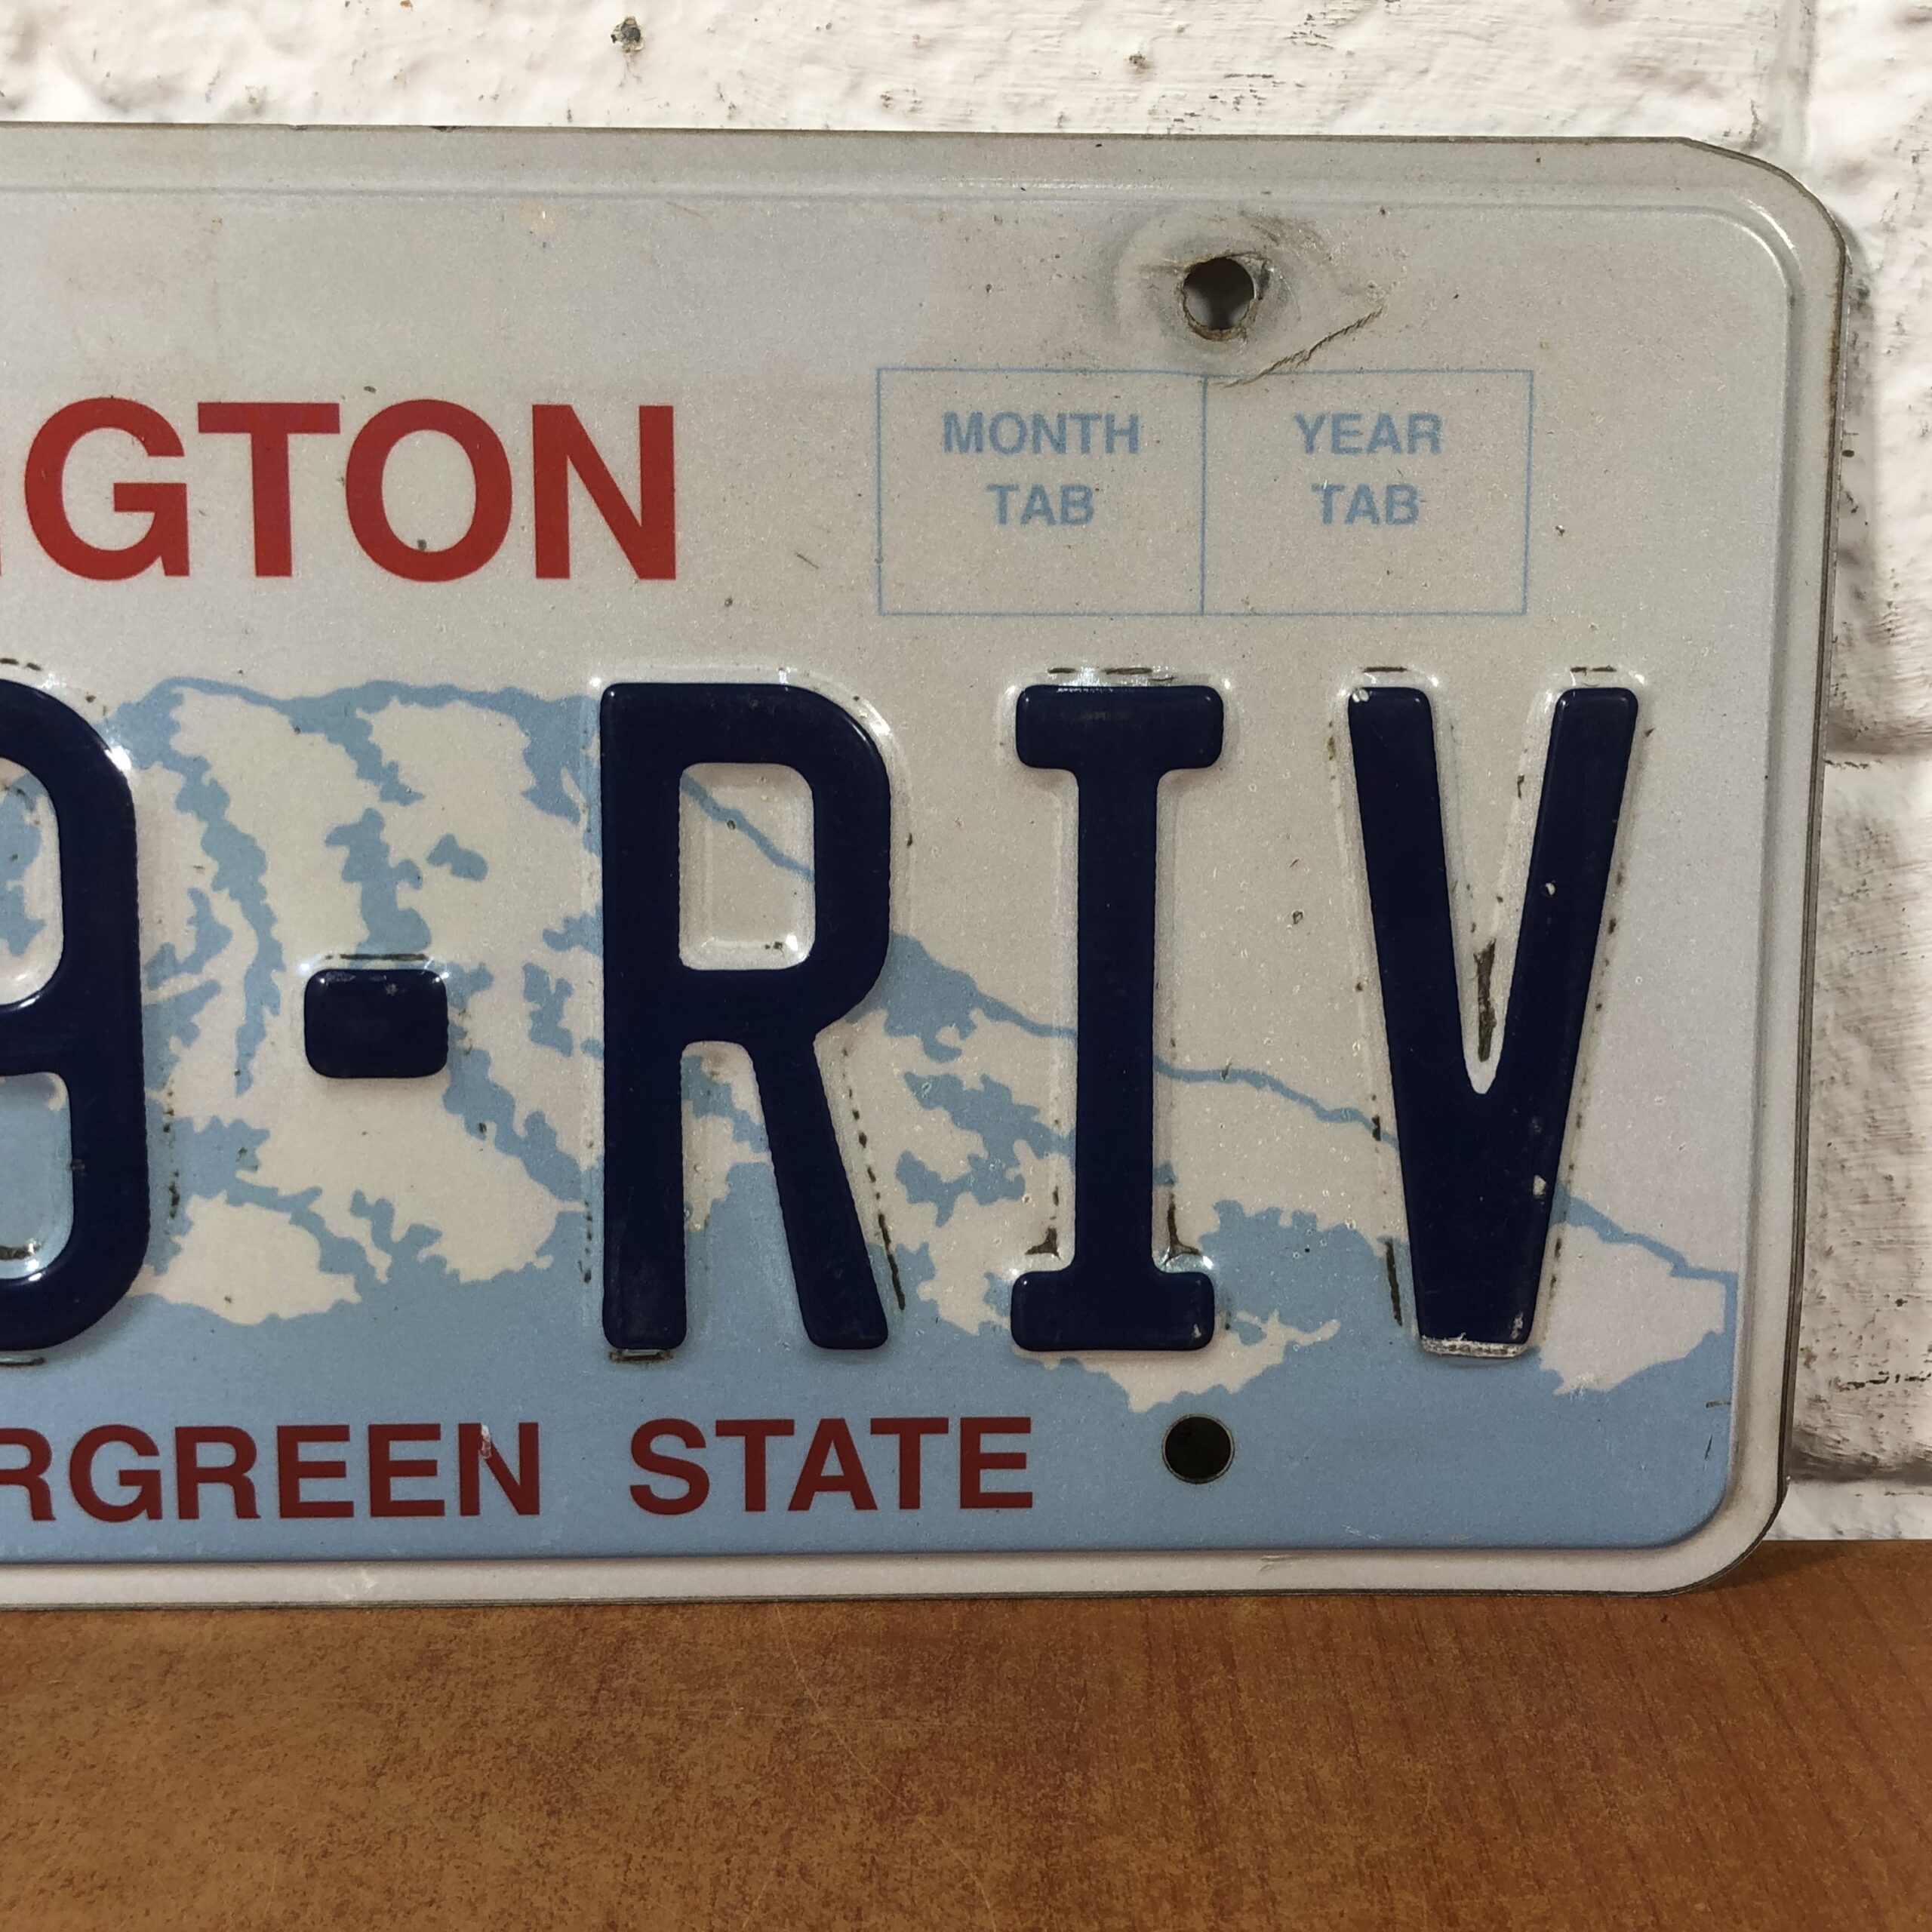 GTON
MONTH TAB
YEAR TAB
9-RIV
RGREEN STATE